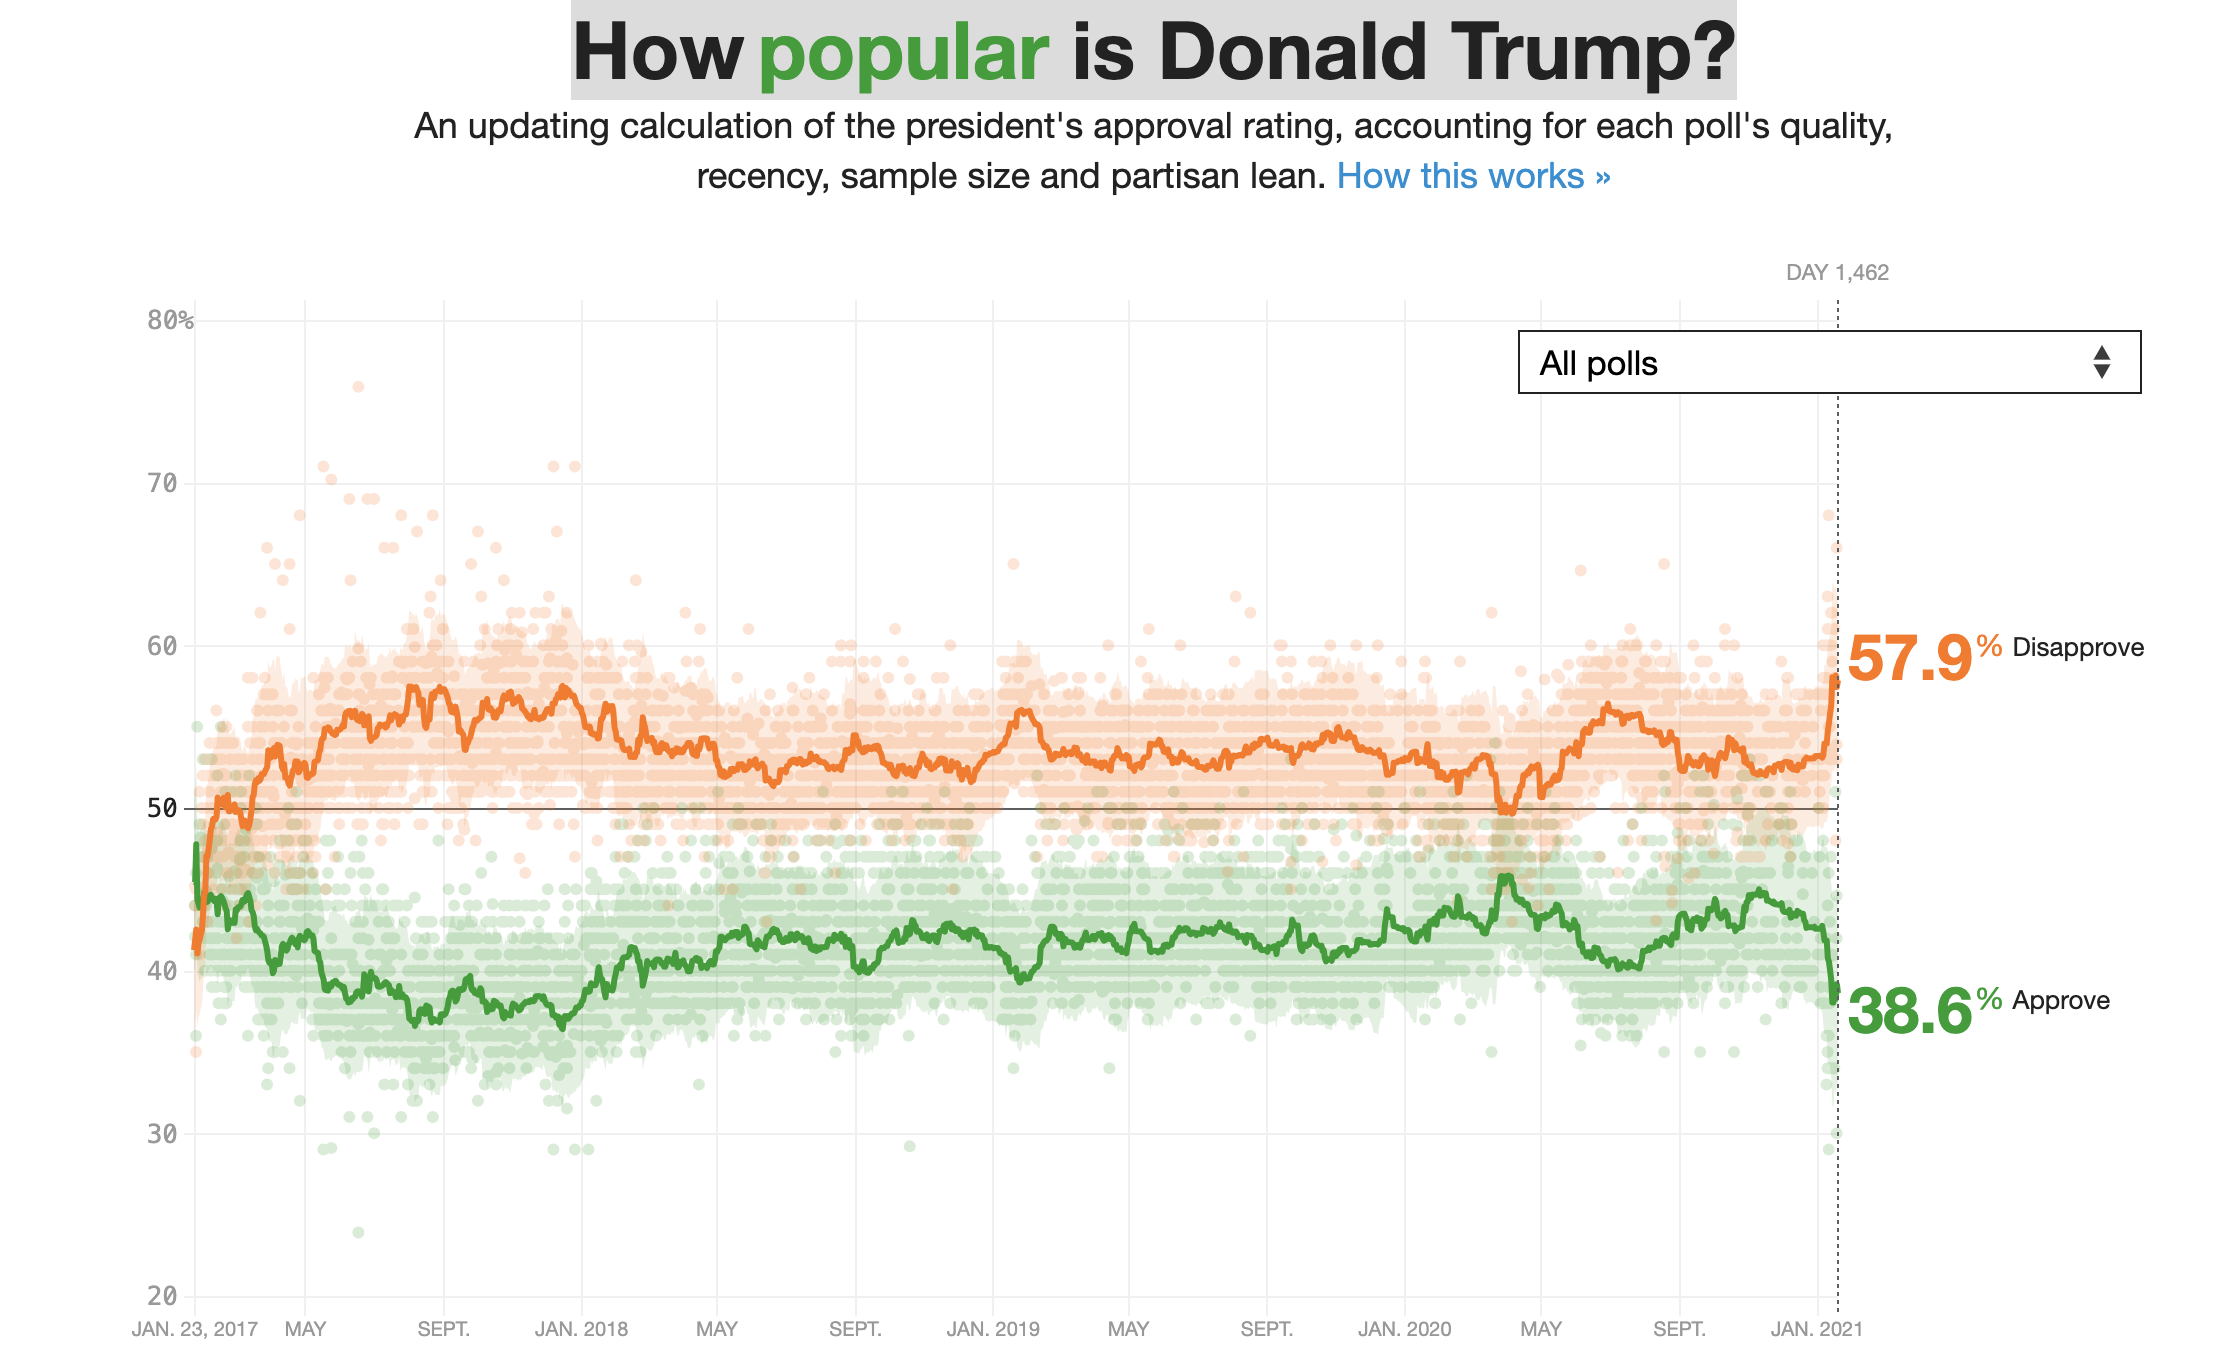 How popular is Donald Trump?
An updating calculation of the president's approval rating, accounting for each poll's quality,
recency, sample size and partisan lean. How this works »
DAY 1,462
80%
All polls
70
60
57.9% Disapprove
50
40
38.6% Approve
30
20
JAN. 23, 2017 MAY SEPT. JAN. 2018 MAY SEPT. JAN. 2019 MAY SEPT. JAN. 2020 MAY SEPT. JAN. 2021